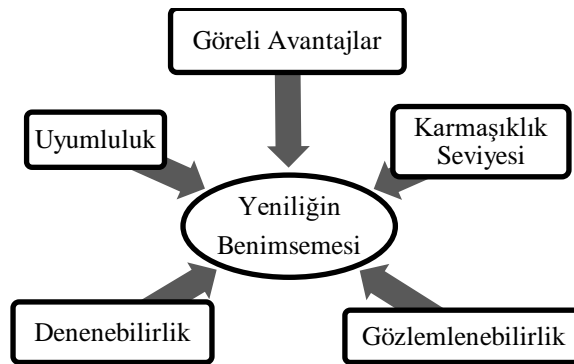 Göreli Avantajlar
Uyumluluk
Karmaşıklık
Seviyesi
Yeniliğin
Benimsemesi
Denenebilirlik
Gözlemlenebilirlik